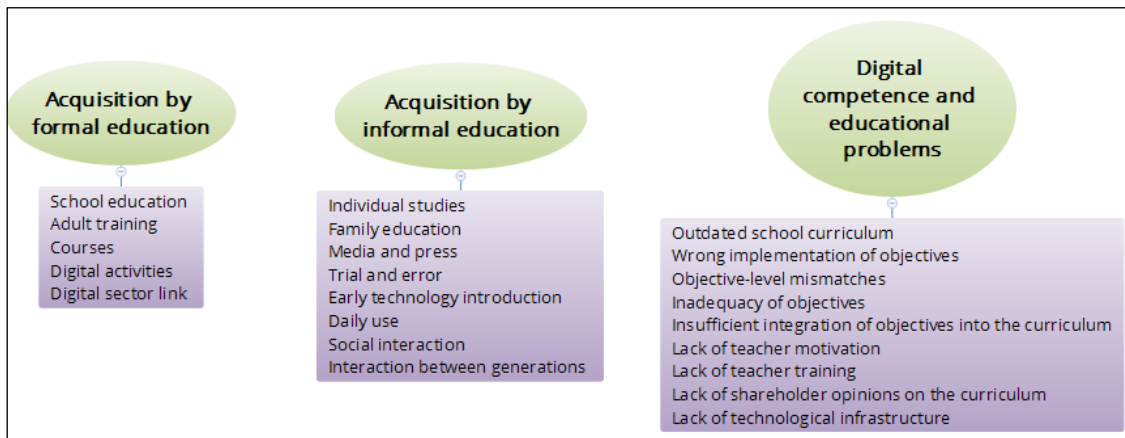 Acquisition by
formal education
School education
Adult training
Courses
Digital activities
Digital sector link
Acquisition by
informal education
Individual studies
Family education
Media and press
Trial and error
Early technology introduction
Daily use
Social interaction
Interaction between generations
Digital
competence and
educational
problems
Outdated school curriculum
Wrong implementation of objectives
Objective-level mismatches
Inadequacy of objectives
Insufficient integration of objectives into the curriculum
Lack of teacher motivation
Lack of teacher training
Lack of shareholder opinions on the curriculum
Lack of technological infrastructure